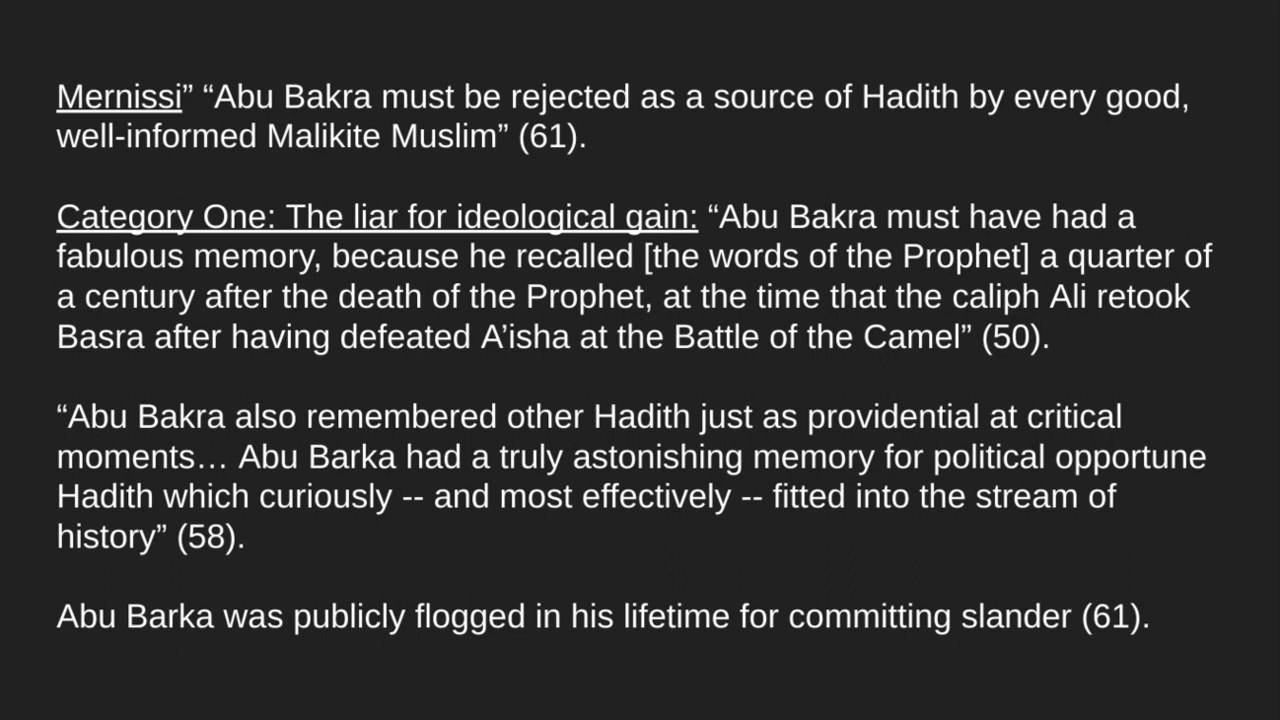 Mernissi” “Abu Bakra must be rejected as a source of Hadith by every good,
well-informed Malikite Muslim” (61).
Category One: The liar for ideological gain: “Abu Bakra must have had a
fabulous memory, because he recalled [the words of the Prophet] a quarter of
a century after the death of the Prophet, at the time that the caliph Ali retook
Basra after having defeated A’isha at the Battle of the Camel” (50).
“Abu Bakra also remembered other Hadith just as providential at critical
moments… Abu Barka had a truly astonishing memory for political opportune
Hadith which curiously -- and most effectively -- fitted into the stream of
history” (58).
Abu Barka was publicly flogged in his lifetime for committing slander (61).